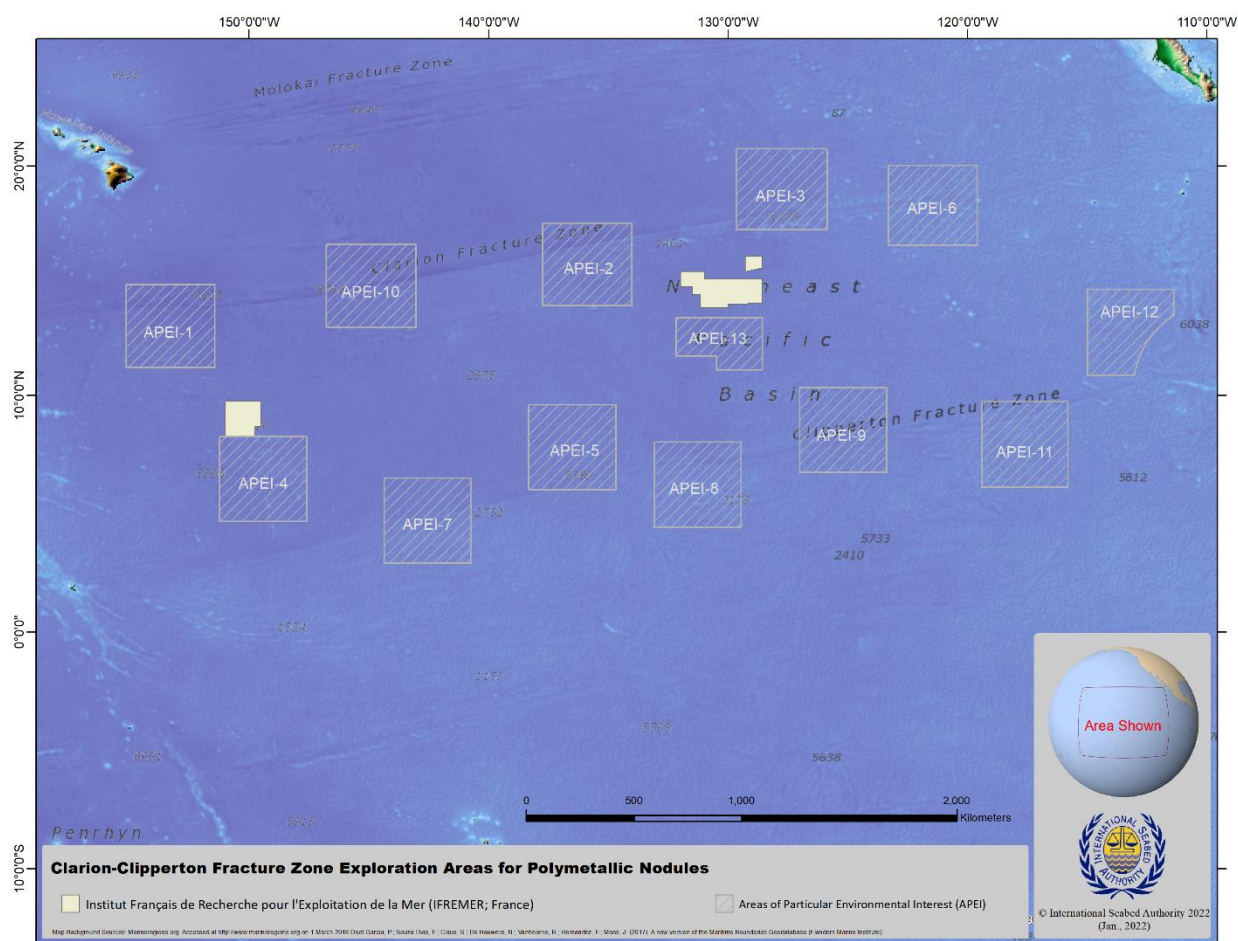 150°0'0"W 140°0'0"W 130°0'0"W 120°0'0"W 110°0'0"W
20°0'0"N
10°0'0"N
0°0'0"
10°0'0"S
Molokai Fracture Zone
87
APEI-3
APEI-6
Clarion Fracture Zone
APEI-2
APEI-10
APEI-1
APEI-12
6038
APEI-13
Basin
Clipperton Fracture Zone
APEI-9
APEI-11
APEI-5
APEI-4
APEI-8
APEI-7
5612
5733
2410
5638
Penrhyn
Area Shown
0 500 1,000 2,000
Kilometers
INTERNATIONAL SEABED AUTHORITY
© International Seabed Authority 2022
(Jan., 2022)
Clarion-Clipperton Fracture Zone Exploration Areas for Polymetallic Nodules
Institut Français de Recherche pour l'Exploitation de la Mer (IFREMER; France)
Areas of Particular Environmental Interest (APEI)